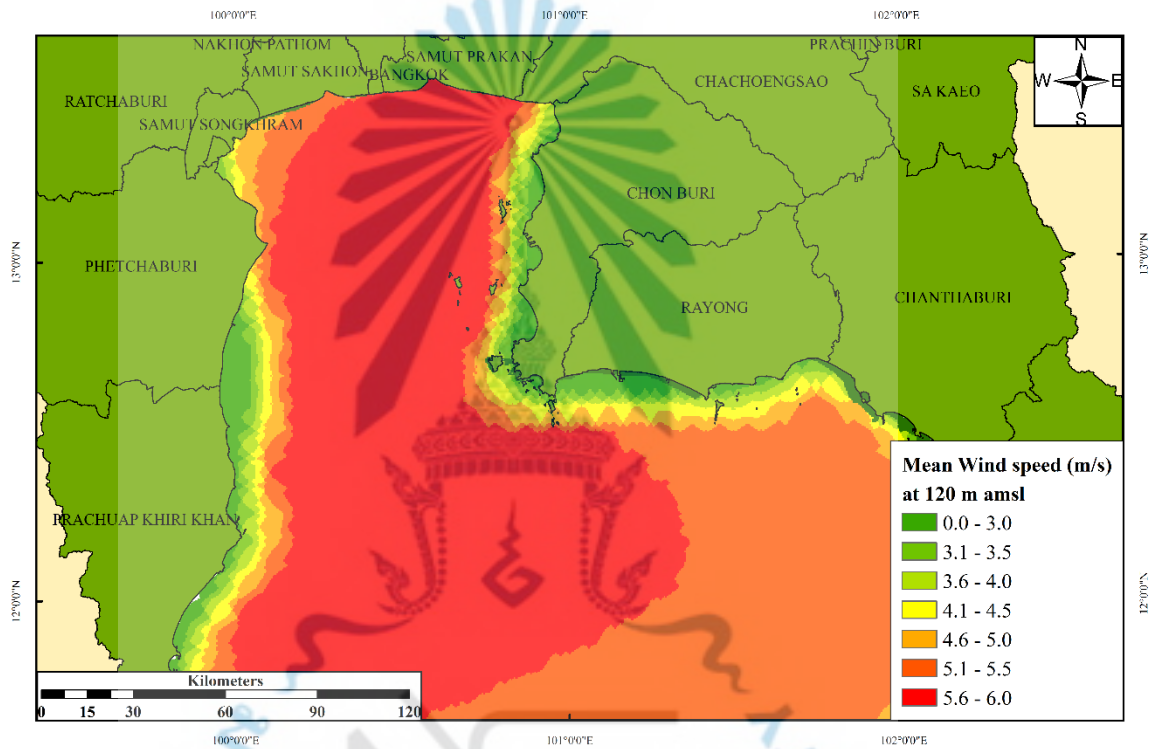 100°0'0"E 101°0'0"E 102°0'0"E
NAKHON PATHOM
SAMUT PRAKAN
PRACHIN BURI
SAMUT SAKHON
BANGKOK
CHACHOENGSAO
RATCHABURI
SA KAEO
SAMUT SONGKHRAM
CHON BURI
PHETCHABURI
RAYONG
CHANTHABURI
PRACHUAP KHIRI KHAN
N
W E
S
13°0'0"N
13°0'0"N
12°0'0"N
12°0'0"N
Mean Wind speed (m/s)
at 120 m amsl
0.0 - 3.0
3.1 - 3.5
3.6 - 4.0
4.1 - 4.5
4.6 - 5.0
5.1 - 5.5
5.6 - 6.0
Kilometers
0 15 30 60 90 120
100°0'0"E 101°0'0"E 102°0'0"E